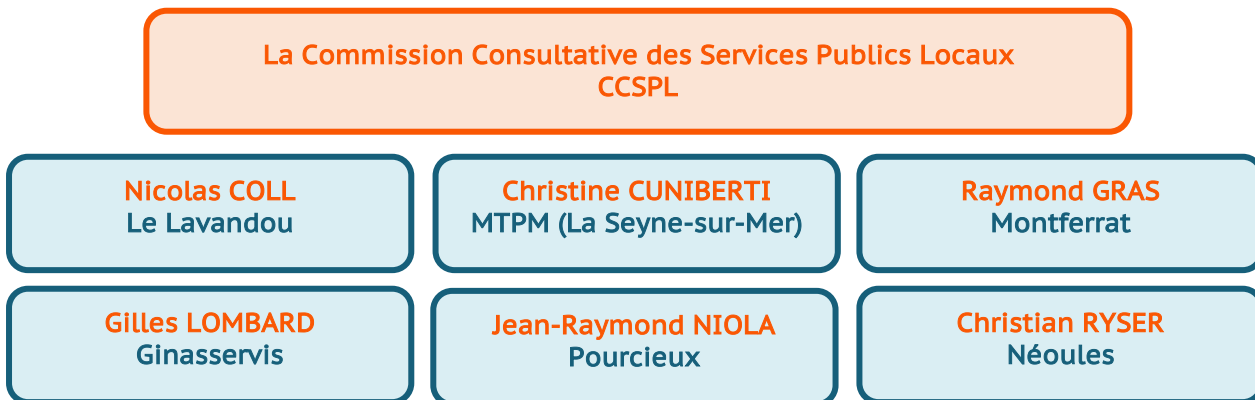 La Commission Consultative des Services Publics Locaux
CCSPL
Nicolas COLL
Le Lavandou
Christine CUNIBERTI
MTPM (La Seyne-sur-Mer)
Raymond GRAS
Montferrat
Gilles LOMBARD
Ginasservis
Jean-Raymond NIOLA
Pourcieux
Christian RYSER
Néoules